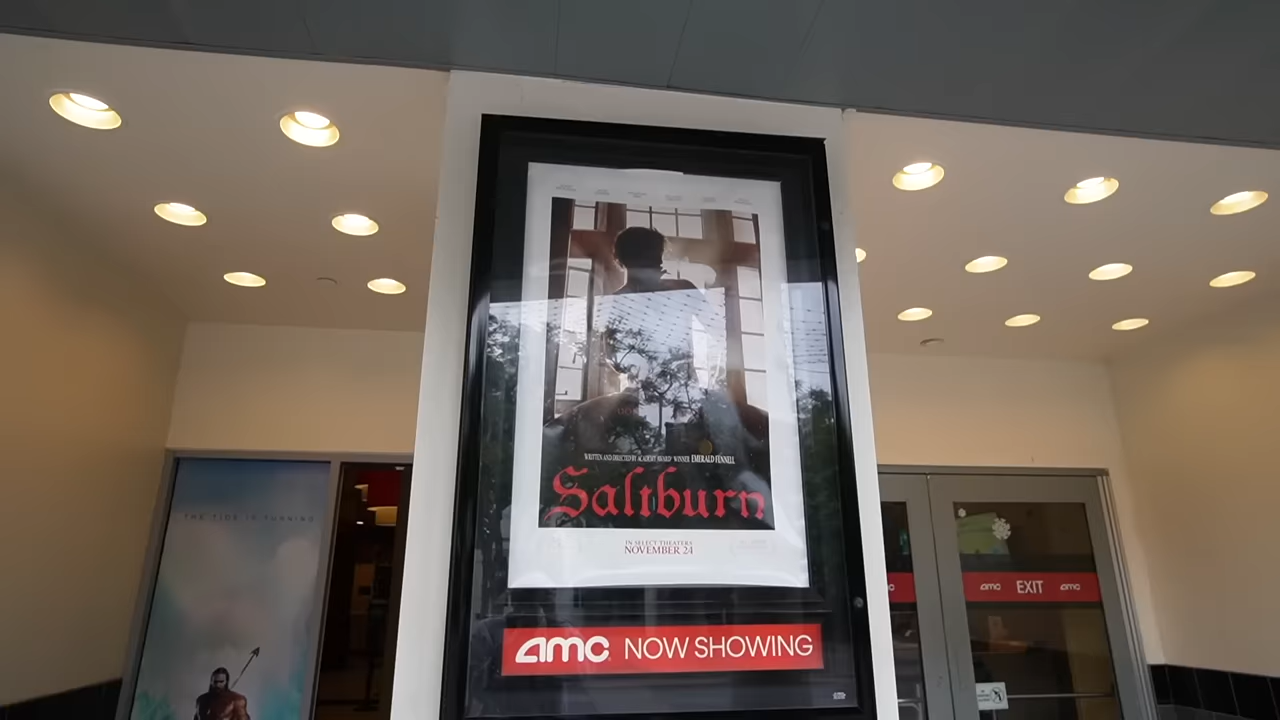 WRITTEN AND DIRECTED BY ACADEMY AWARD® WINNER EMERALD FENNELL
Saltburn
IN SELECT THEATERS
NOVEMBER 24
amc NOW SHOWING
THE TIDE IS TURNING
amc EXIT amc